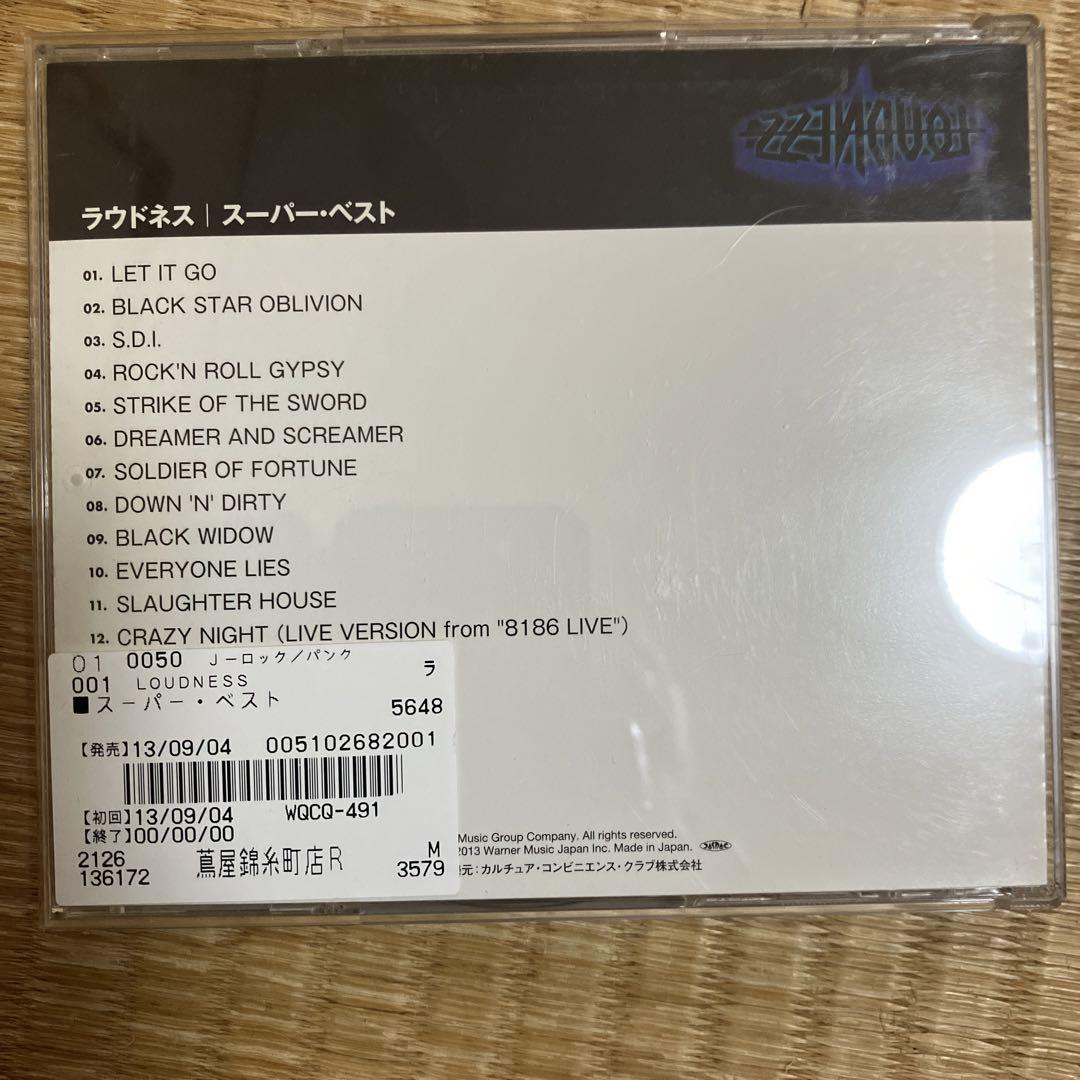 LOUDNESS
ラウドネス | スーパー・ベスト
01. LET IT GO
02. BLACK STAR OBLIVION
03. S.D.I.
04. ROCK'N ROLL GYPSY
05. STRIKE OF THE SWORD
06. DREAMER AND SCREAMER
07. SOLDIER OF FORTUNE
08. DOWN 'N' DIRTY
09. BLACK WIDOW
10. EVERYONE LIES
11. SLAUGHTER HOUSE
12. CRAZY NIGHT (LIVE VERSION from "8186 LIVE")
01 0050 J-ロック/パンク ラ
001 LOUDNESS
■スーパー・ベスト 5648
【発売】13/09/04 005102682001
【初回】13/09/04 WQCQ-491
【終了】00/00/00
2126 蔦屋錦糸町店R M
136172 3579
Music Group Company. All rights reserved.
2013 Warner Music Japan Inc. Made in Japan.
元: カルチュア・コンビニエンス・クラブ株式会社